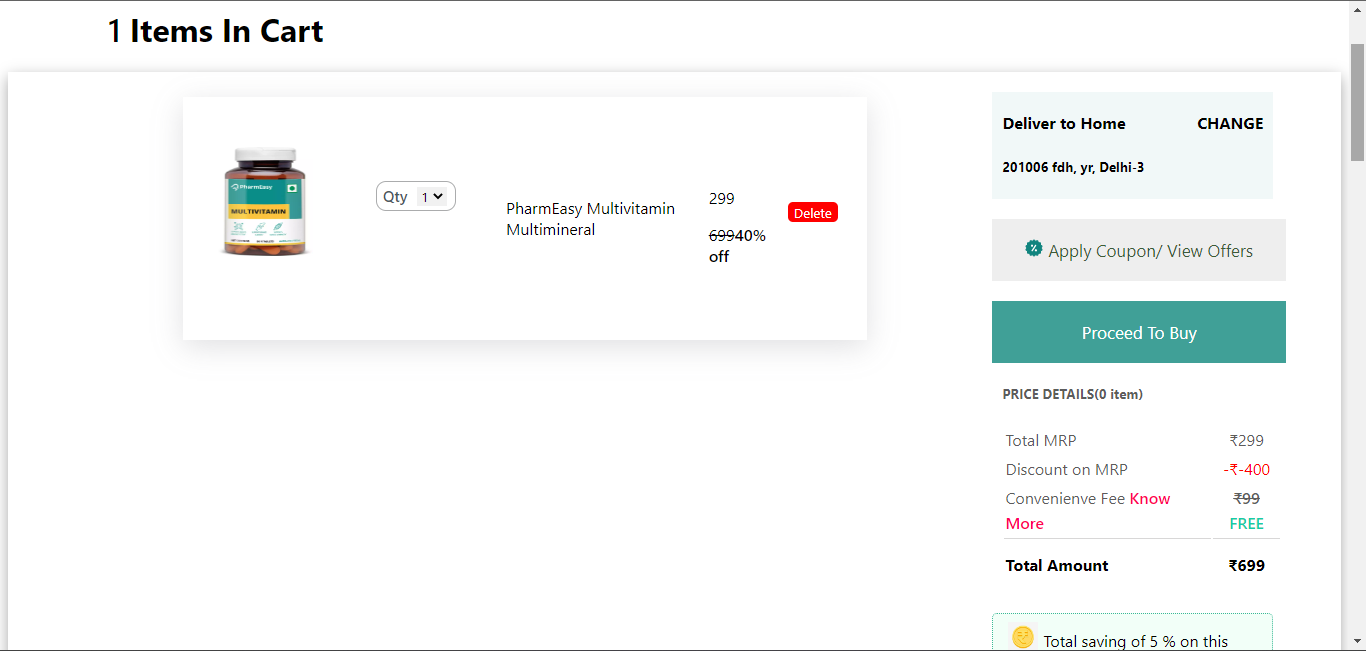 1 Items In Cart
PharmEasy
MULTIVITAMIN
Qty 1
PharmEasy Multivitamin
Multimineral
299
69940%
off
Delete
Deliver to Home CHANGE
201006 fdh, yr, Delhi-3
Apply Coupon/ View Offers
Proceed To Buy
PRICE DETAILS(0 item)
Total MRP ₹299
Discount on MRP -₹-400
Convenienve Fee Know ₹99
More FREE
Total Amount ₹699
Total saving of 5 % on this